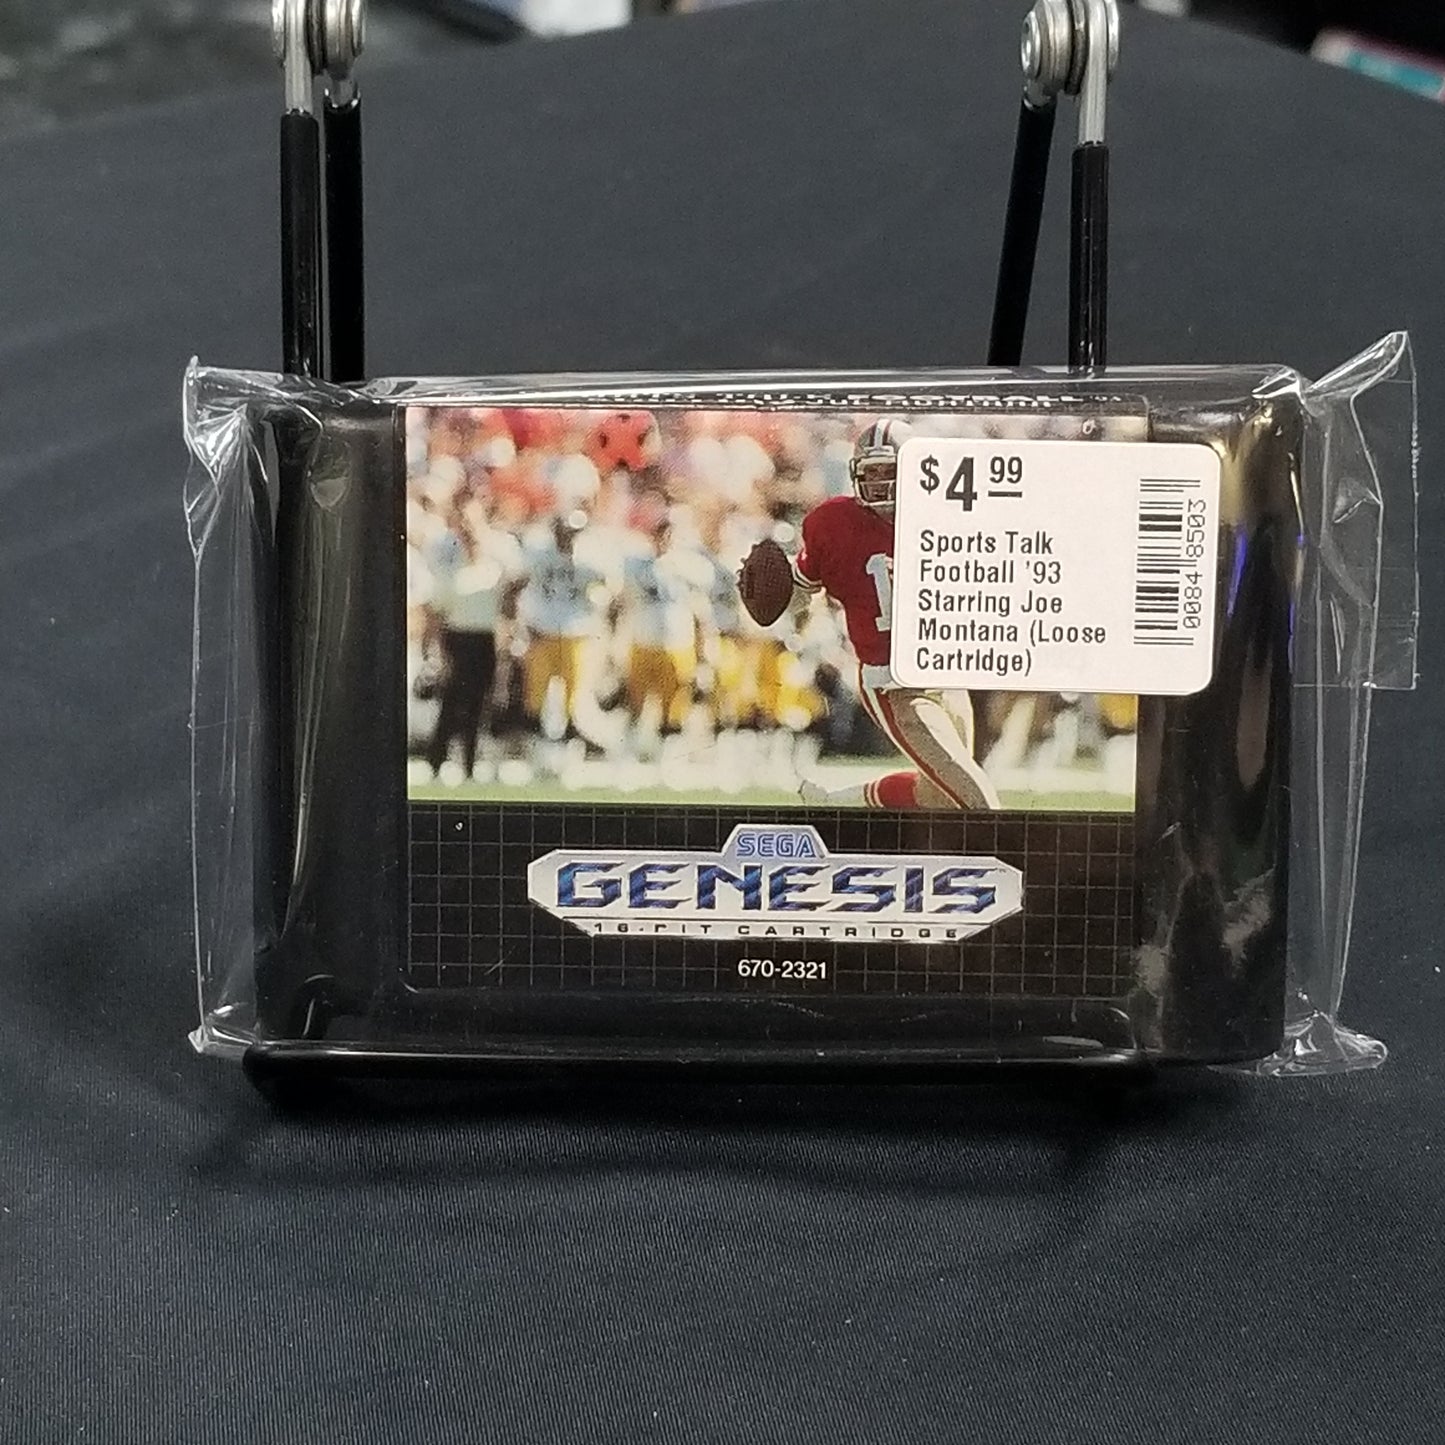 $4 99
Sports Talk
Football '93
Starring Joe
Montana (Loose
Cartridge)
0084 8503
SEGA
GENESIS
16-BIT CARTRIDGE
670-2321